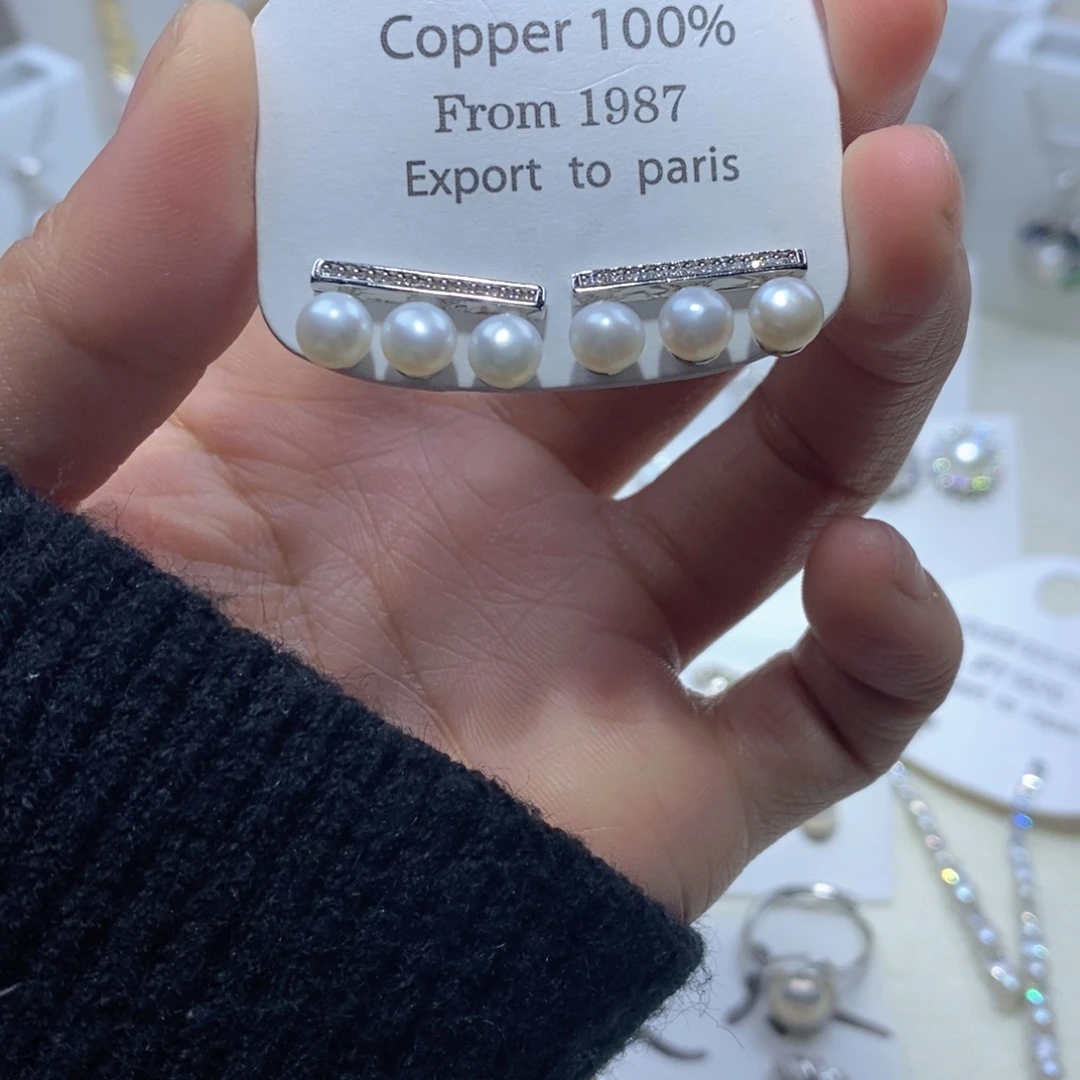 Copper 100%
From 1987
Export to paris